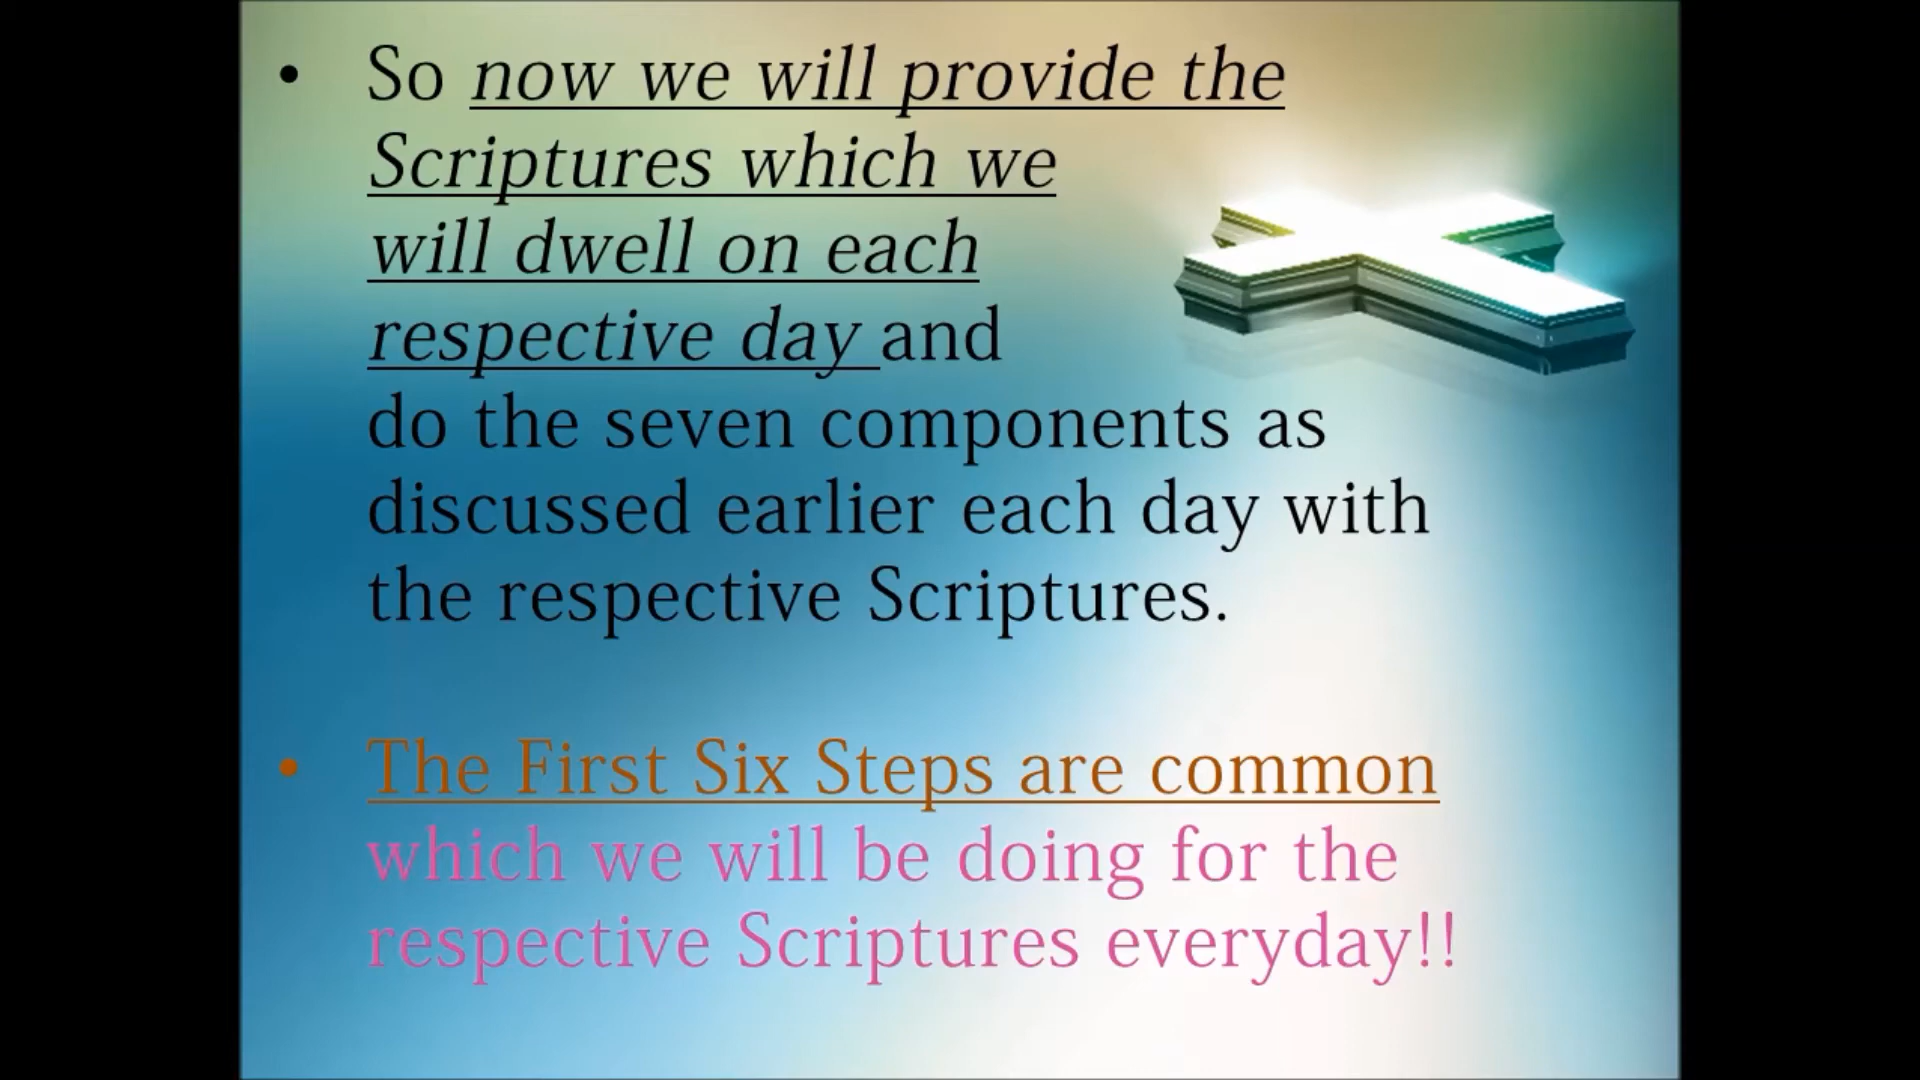 • So now we will provide the
Scriptures which we
will dwell on each
respective day and
do the seven components as
discussed earlier each day with
the respective Scriptures.
• The First Six Steps are common
which we will be doing for the
respective Scriptures everyday!!